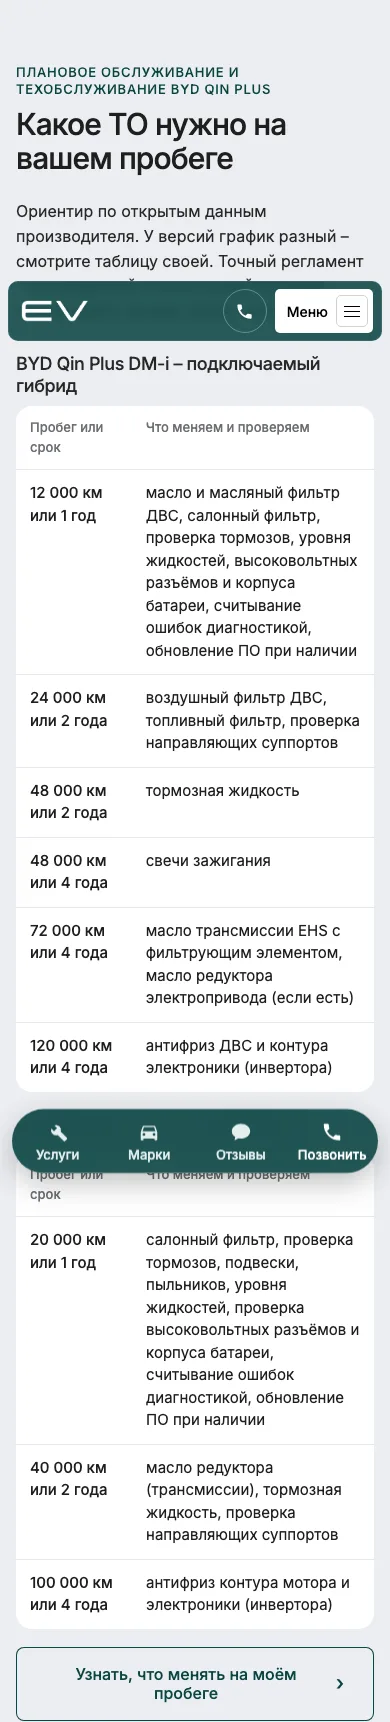 ПЛАНОВОЕ ОБСЛУЖИВАНИЕ И
ТЕХОБСЛУЖИВАНИЕ BYD QIN PLUS
Какое ТО нужно на
вашем пробеге
Ориентир по открытым данным
производителя. У версий график разный –
смотрите таблицу своей. Точный регламент
EV
Меню
BYD Qin Plus DM-i – подключаемый
гибрид
Пробег или
срок
Что меняем и проверяем
12 000 км
или 1 год
масло и масляный фильтр
ДВС, салонный фильтр,
проверка тормозов, уровня
жидкостей, высоковольтных
разъёмов и корпуса
батареи, считывание
ошибок диагностикой,
обновление ПО при наличии
24 000 км
или 2 года
воздушный фильтр ДВС,
топливный фильтр, проверка
направляющих суппортов
48 000 км
или 2 года
тормозная жидкость
48 000 км
или 4 года
свечи зажигания
72 000 км
или 4 года
масло трансмиссии EHS с
фильтрующим элементом,
масло редуктора
электропривода (если есть)
120 000 км
или 4 года
антифриз ДВС и контура
электроники (инвертора)
Услуги
Марки
Отзывы
Позвонить
Пробег или
срок
Что меняем и проверяем
20 000 км
или 1 год
салонный фильтр, проверка
тормозов, подвески,
пыльников, уровня
жидкостей, проверка
высоковольтных разъёмов и
корпуса батареи,
считывание ошибок
диагностикой, обновление
ПО при наличии
40 000 км
или 2 года
масло редуктора
(трансмиссии), тормозная
жидкость, проверка
направляющих суппортов
100 000 км
или 4 года
антифриз контура мотора и
электроники (инвертора)
Узнать, что менять на моём
пробеге